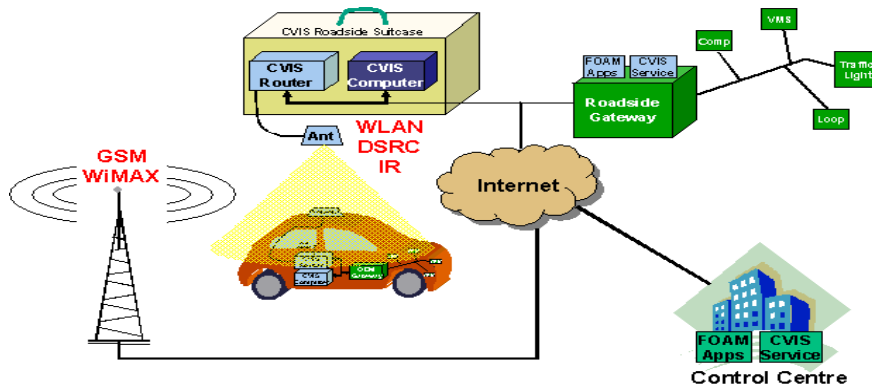 CVIS Roadside Suitcase
CVIS
Router
CVIS
Computer
FOAM
Apps
CVIS
Service
Roadside
Gateway
Comp
VMS
Traffic
Light
Loop
Ant
WLAN
DSRC
IR
GSM
WiMAX
Internet
Gateway
FOAM
Apps
CVIS
Service
Control Centre